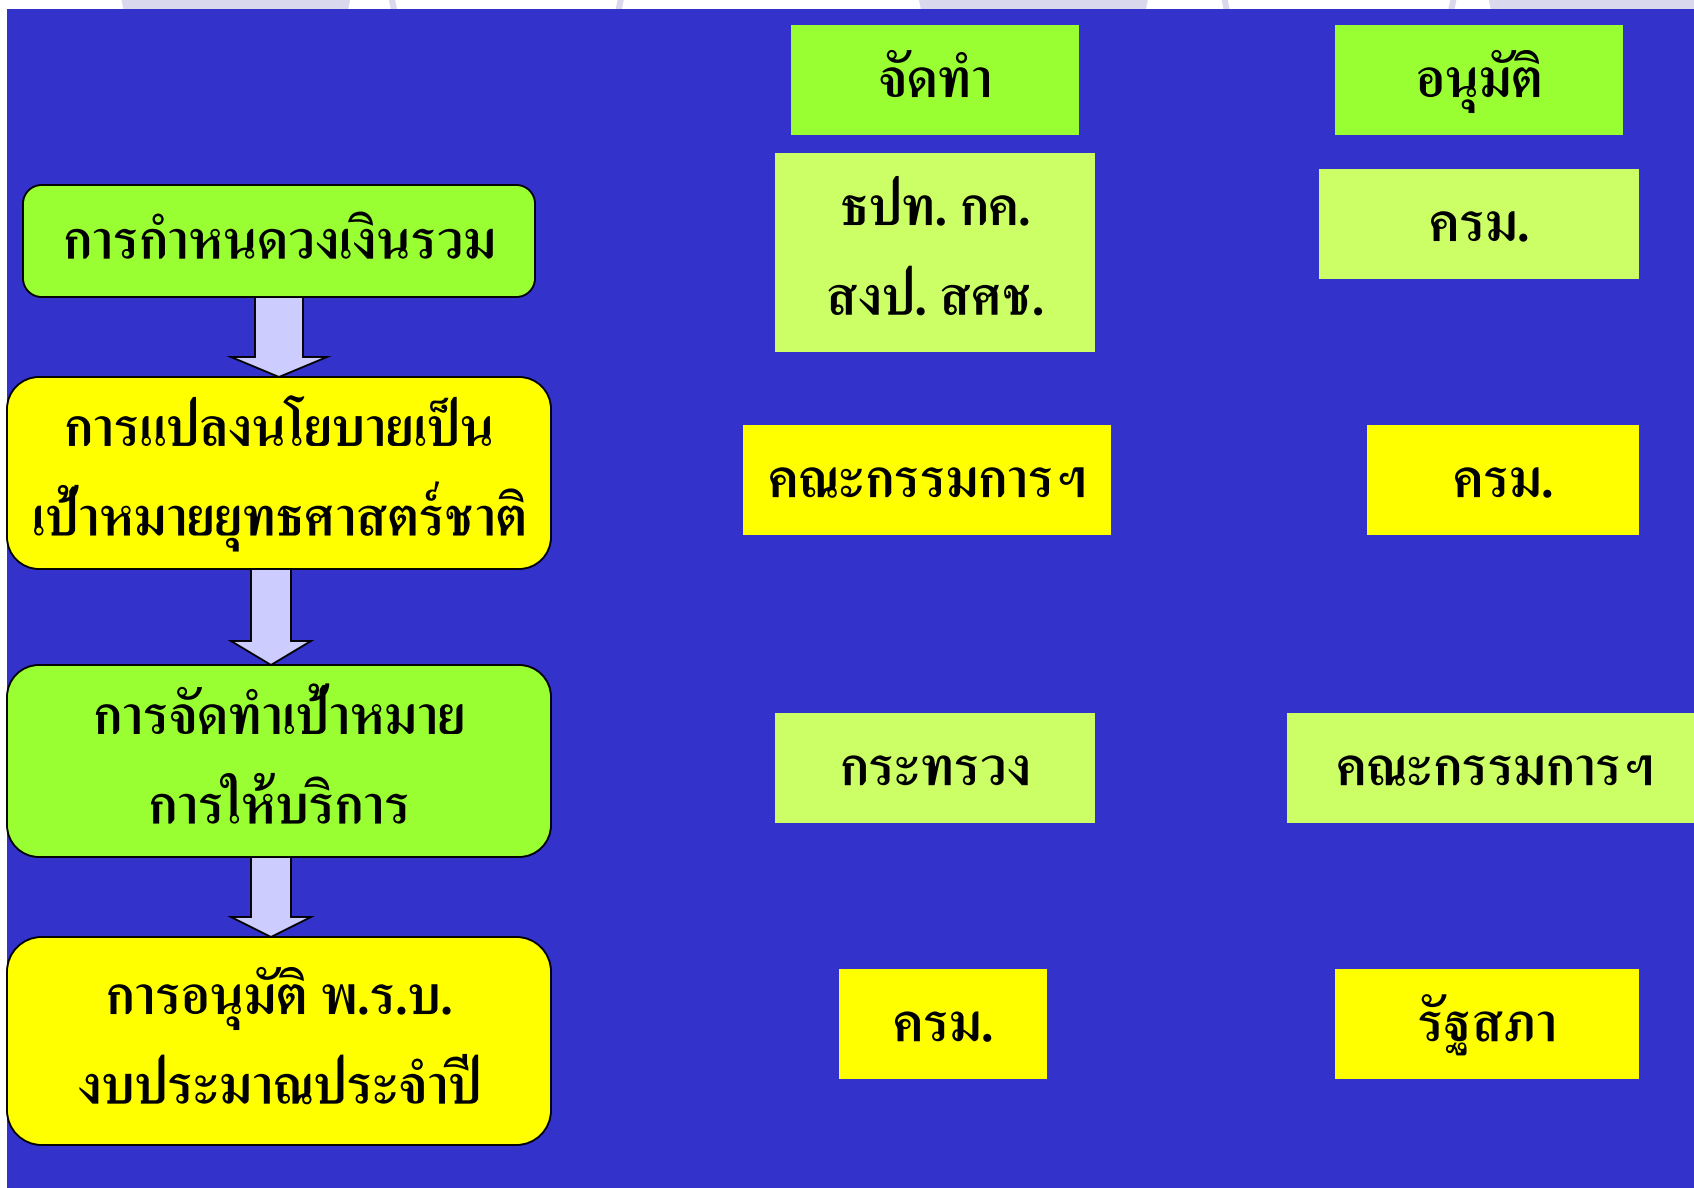 จัดทำ
อนุมัติ
การกำหนดวงเงินรวม
ธปท. กค.
สงป. สศช.
ครม.
การแปลงนโยบายเป็น
เป้าหมายยุทธศาสตร์ชาติ
คณะกรรมการฯ
ครม.
การจัดทำเป้าหมาย
การให้บริการ
กระทรวง
คณะกรรมการฯ
การอนุมัติ พ.ร.บ.
งบประมาณประจำปี
ครม.
รัฐสภา